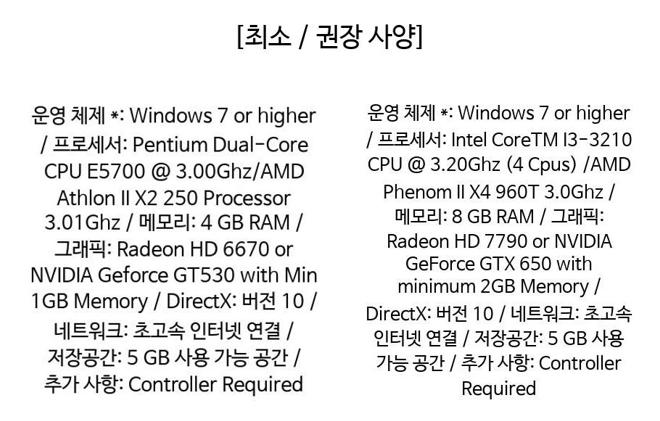 [최소 / 권장 사양]
운영 체제 *: Windows 7 or higher
/ 프로세서: Pentium Dual-Core
CPU E5700 @ 3.00Ghz/AMD
Athlon II X2 250 Processor
3.01Ghz / 메모리: 4 GB RAM /
그래픽: Radeon HD 6670 or
NVIDIA Geforce GT530 with Min
1GB Memory / DirectX: 버전 10 /
네트워크: 초고속 인터넷 연결 /
저장공간: 5 GB 사용 가능 공간 /
추가 사항: Controller Required
운영 체제 *: Windows 7 or higher
/ 프로세서: Intel CoreTM I3-3210
CPU @ 3.20Ghz (4 Cpus) /AMD
Phenom II X4 960T 3.0Ghz /
메모리: 8 GB RAM / 그래픽:
Radeon HD 7790 or NVIDIA
GeForce GTX 650 with
minimum 2GB Memory /
DirectX: 버전 10 / 네트워크: 초고속
인터넷 연결 / 저장공간: 5 GB 사용
가능 공간 / 추가 사항: Controller
Required